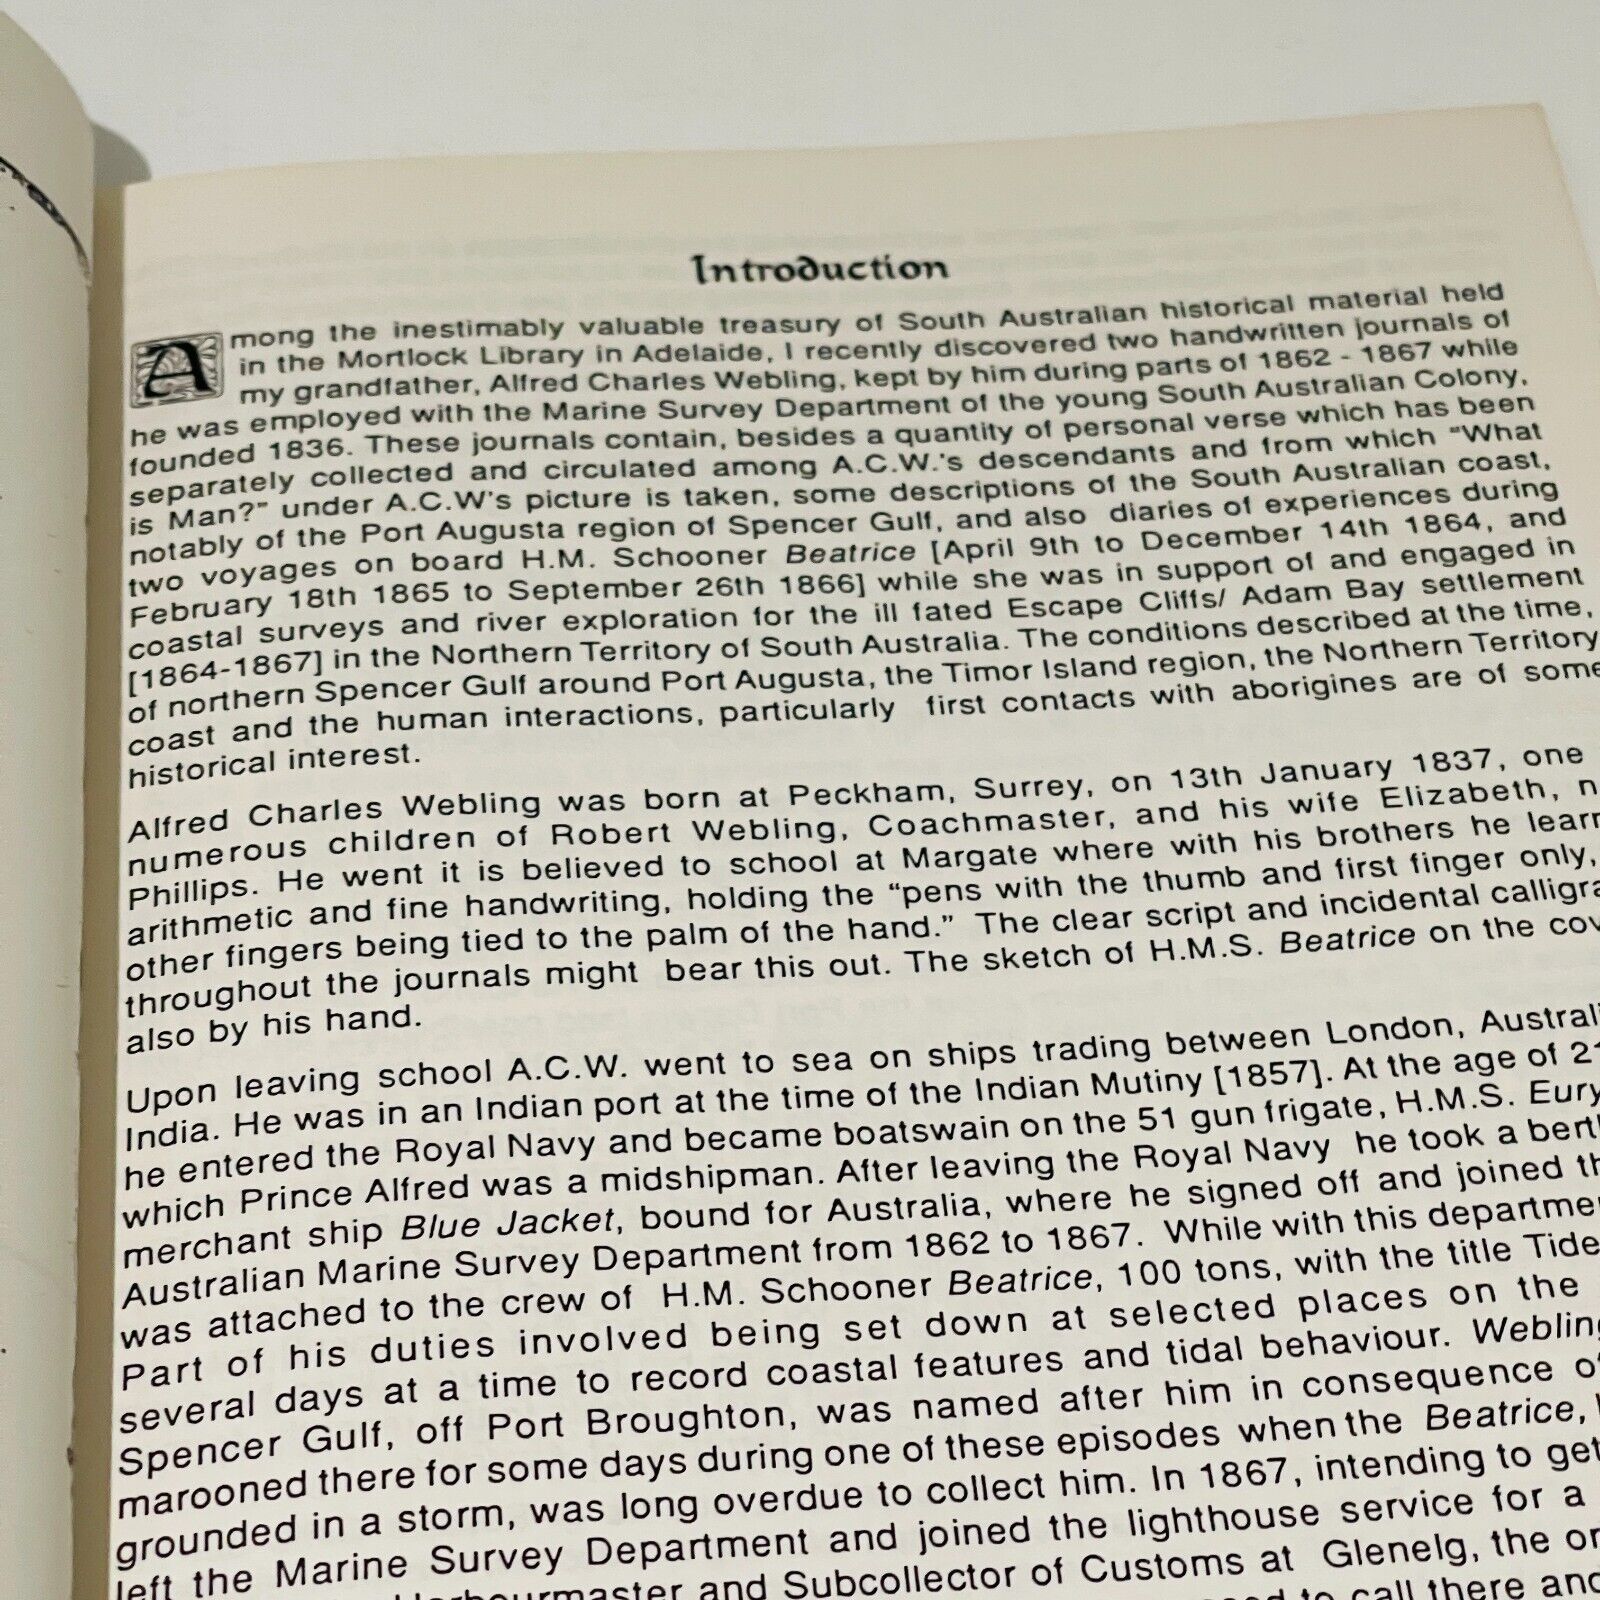 Introduction
Among the inestimably valuable treasury of South Australian historical material held
in the Mortlock Library in Adelaide, I recently discovered two handwritten journals of
my grandfather, Alfred Charles Webling, kept by him during parts of 1862 - 1867 while
he was employed with the Marine Survey Department of the young South Australian Colony,
founded 1836. These journals contain, besides a quantity of personal verse which has been
separately collected and circulated among A.C.W.'s descendants and from which "What
is Man?" under A.C.W's picture is taken, some descriptions of the South Australian coast,
notably of the Port Augusta region of Spencer Gulf, and also diaries of experiences during
two voyages on board H.M. Schooner Beatrice [April 9th to December 14th 1864, and
February 18th 1865 to September 26th 1866] while she was in support of and engaged in
coastal surveys and river exploration for the ill fated Escape Cliffs/ Adam Bay settlement
[1864-1867] in the Northern Territory of South Australia. The conditions described at the time,
of northern Spencer Gulf around Port Augusta, the Timor Island region, the Northern Territory
coast and the human interactions, particularly first contacts with aborigines are of some
historical interest.
Alfred Charles Webling was born at Peckham, Surrey, on 13th January 1837, one
numerous children of Robert Webling, Coachmaster, and his wife Elizabeth, n
Phillips. He went it is believed to school at Margate where with his brothers he learn
arithmetic and fine handwriting, holding the "pens with the thumb and first finger only,
other fingers being tied to the palm of the hand." The clear script and incidental calligra
throughout the journals might bear this out. The sketch of H.M.S. Beatrice on the cov
also by his hand.
Upon leaving school A.C.W. went to sea on ships trading between London, Australi
India. He was in an Indian port at the time of the Indian Mutiny [1857]. At the age of 21
he entered the Royal Navy and became boatswain on the 51 gun frigate, H.M.S. Eury
which Prince Alfred was a midshipman. After leaving the Royal Navy he took a berth
merchant ship Blue Jacket, bound for Australia, where he signed off and joined th
Australian Marine Survey Department from 1862 to 1867. While with this departmen
was attached to the crew of H.M. Schooner Beatrice, 100 tons, with the title Tide
Part of his duties involved being set down at selected places on the
several days at a time to record coastal features and tidal behaviour. Webling
Spencer Gulf, off Port Broughton, was named after him in consequence of
marooned there for some days during one of these episodes when the Beatrice,
grounded in a storm, was long overdue to collect him. In 1867, intending to get
left the Marine Survey Department and joined the lighthouse service for a
Harbourmaster and Subcollector of Customs at Glenelg, the
to call there and